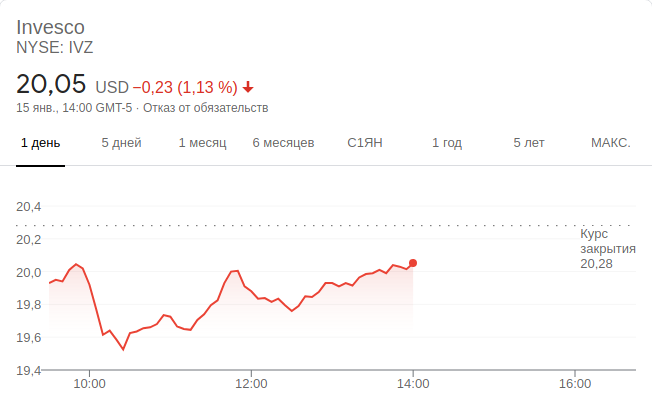 Invesco
NYSE: IVZ
20,05 USD −0,23 (1,13 %)
15 янв., 14:00 GMT-5 · Отказ от обязательств
1 день 5 дней 1 месяц 6 месяцев С1ЯН 1 год 5 лет МАКС.
20,4
20,2
20,0
19,8
19,6
19,4
Курс
закрытия
20,28
10:00 12:00 14:00 16:00